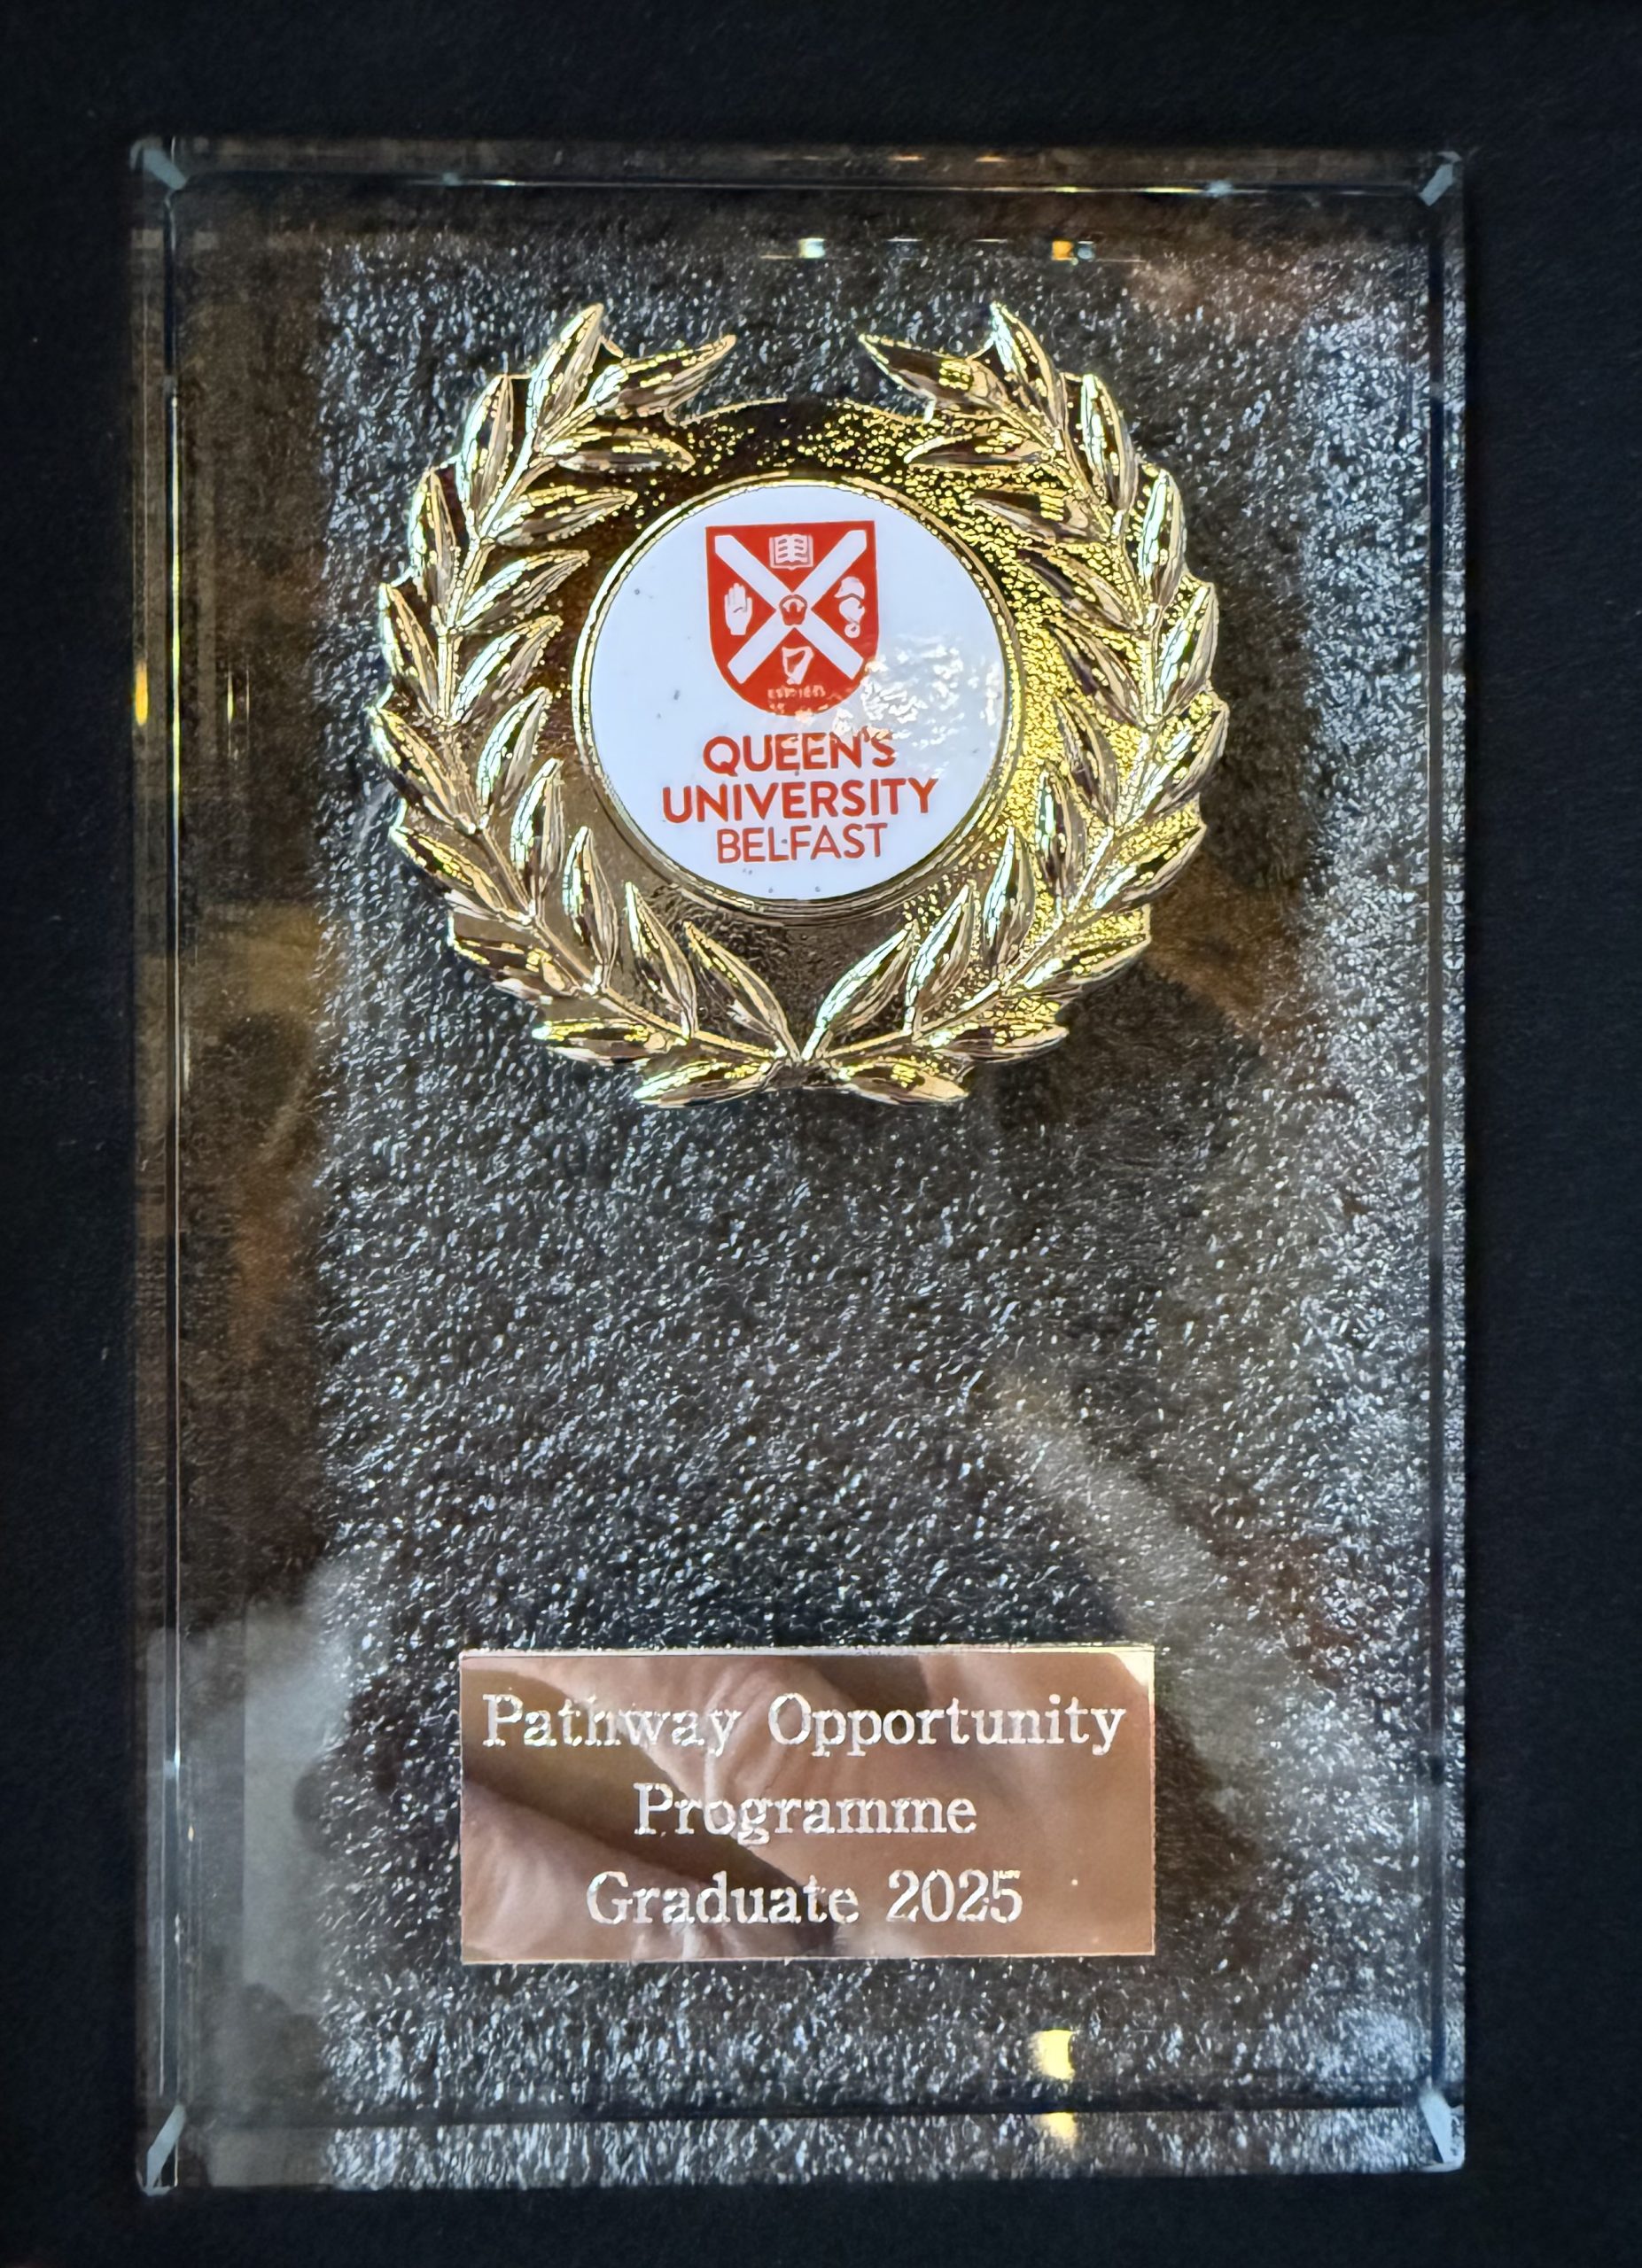 QUEEN'S
UNIVERSITY
BELFAST
Pathway Opportunity
Programme
Graduate 2025